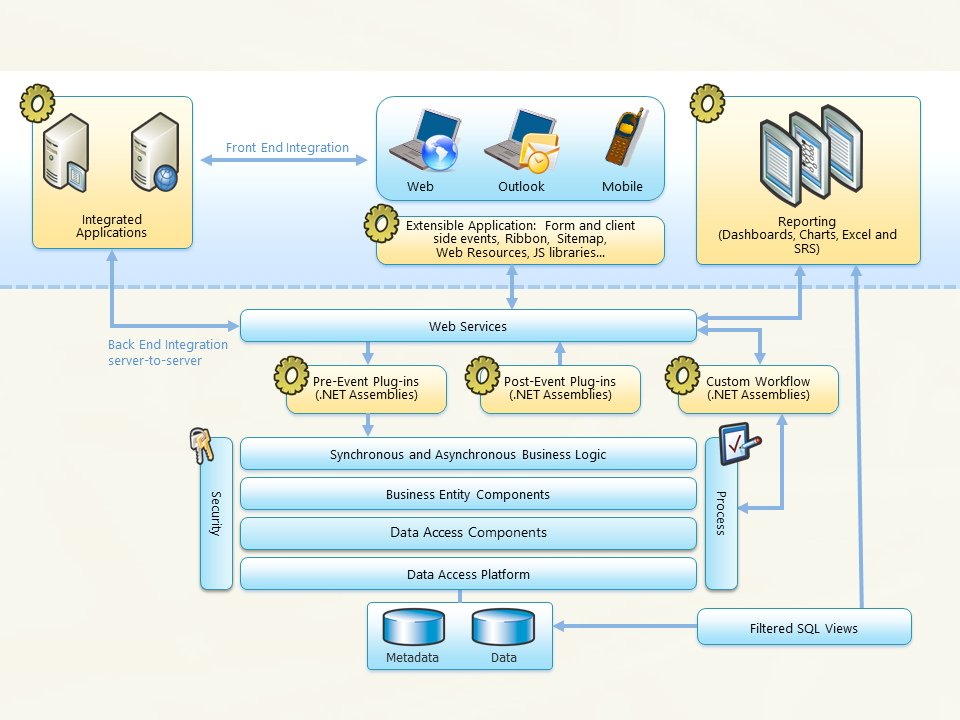 Front End Integration
Web
Outlook
Mobile
Integrated
Applications
Extensible Application:  Form and client
side events, Ribbon,  Sitemap,
Web Resources, JS libraries...
Reporting
(Dashboards, Charts, Excel and
SRS)
Web Services
Back End Integration
server-to-server
Pre-Event Plug-ins
(.NET Assemblies)
Post-Event Plug-ins
(.NET Assemblies)
Custom Workflow
(.NET Assemblies)
Security
Synchronous and Asynchronous Business Logic
Business Entity Components
Data Access Components
Data Access Platform
Process
Metadata
Data
Filtered SQL Views